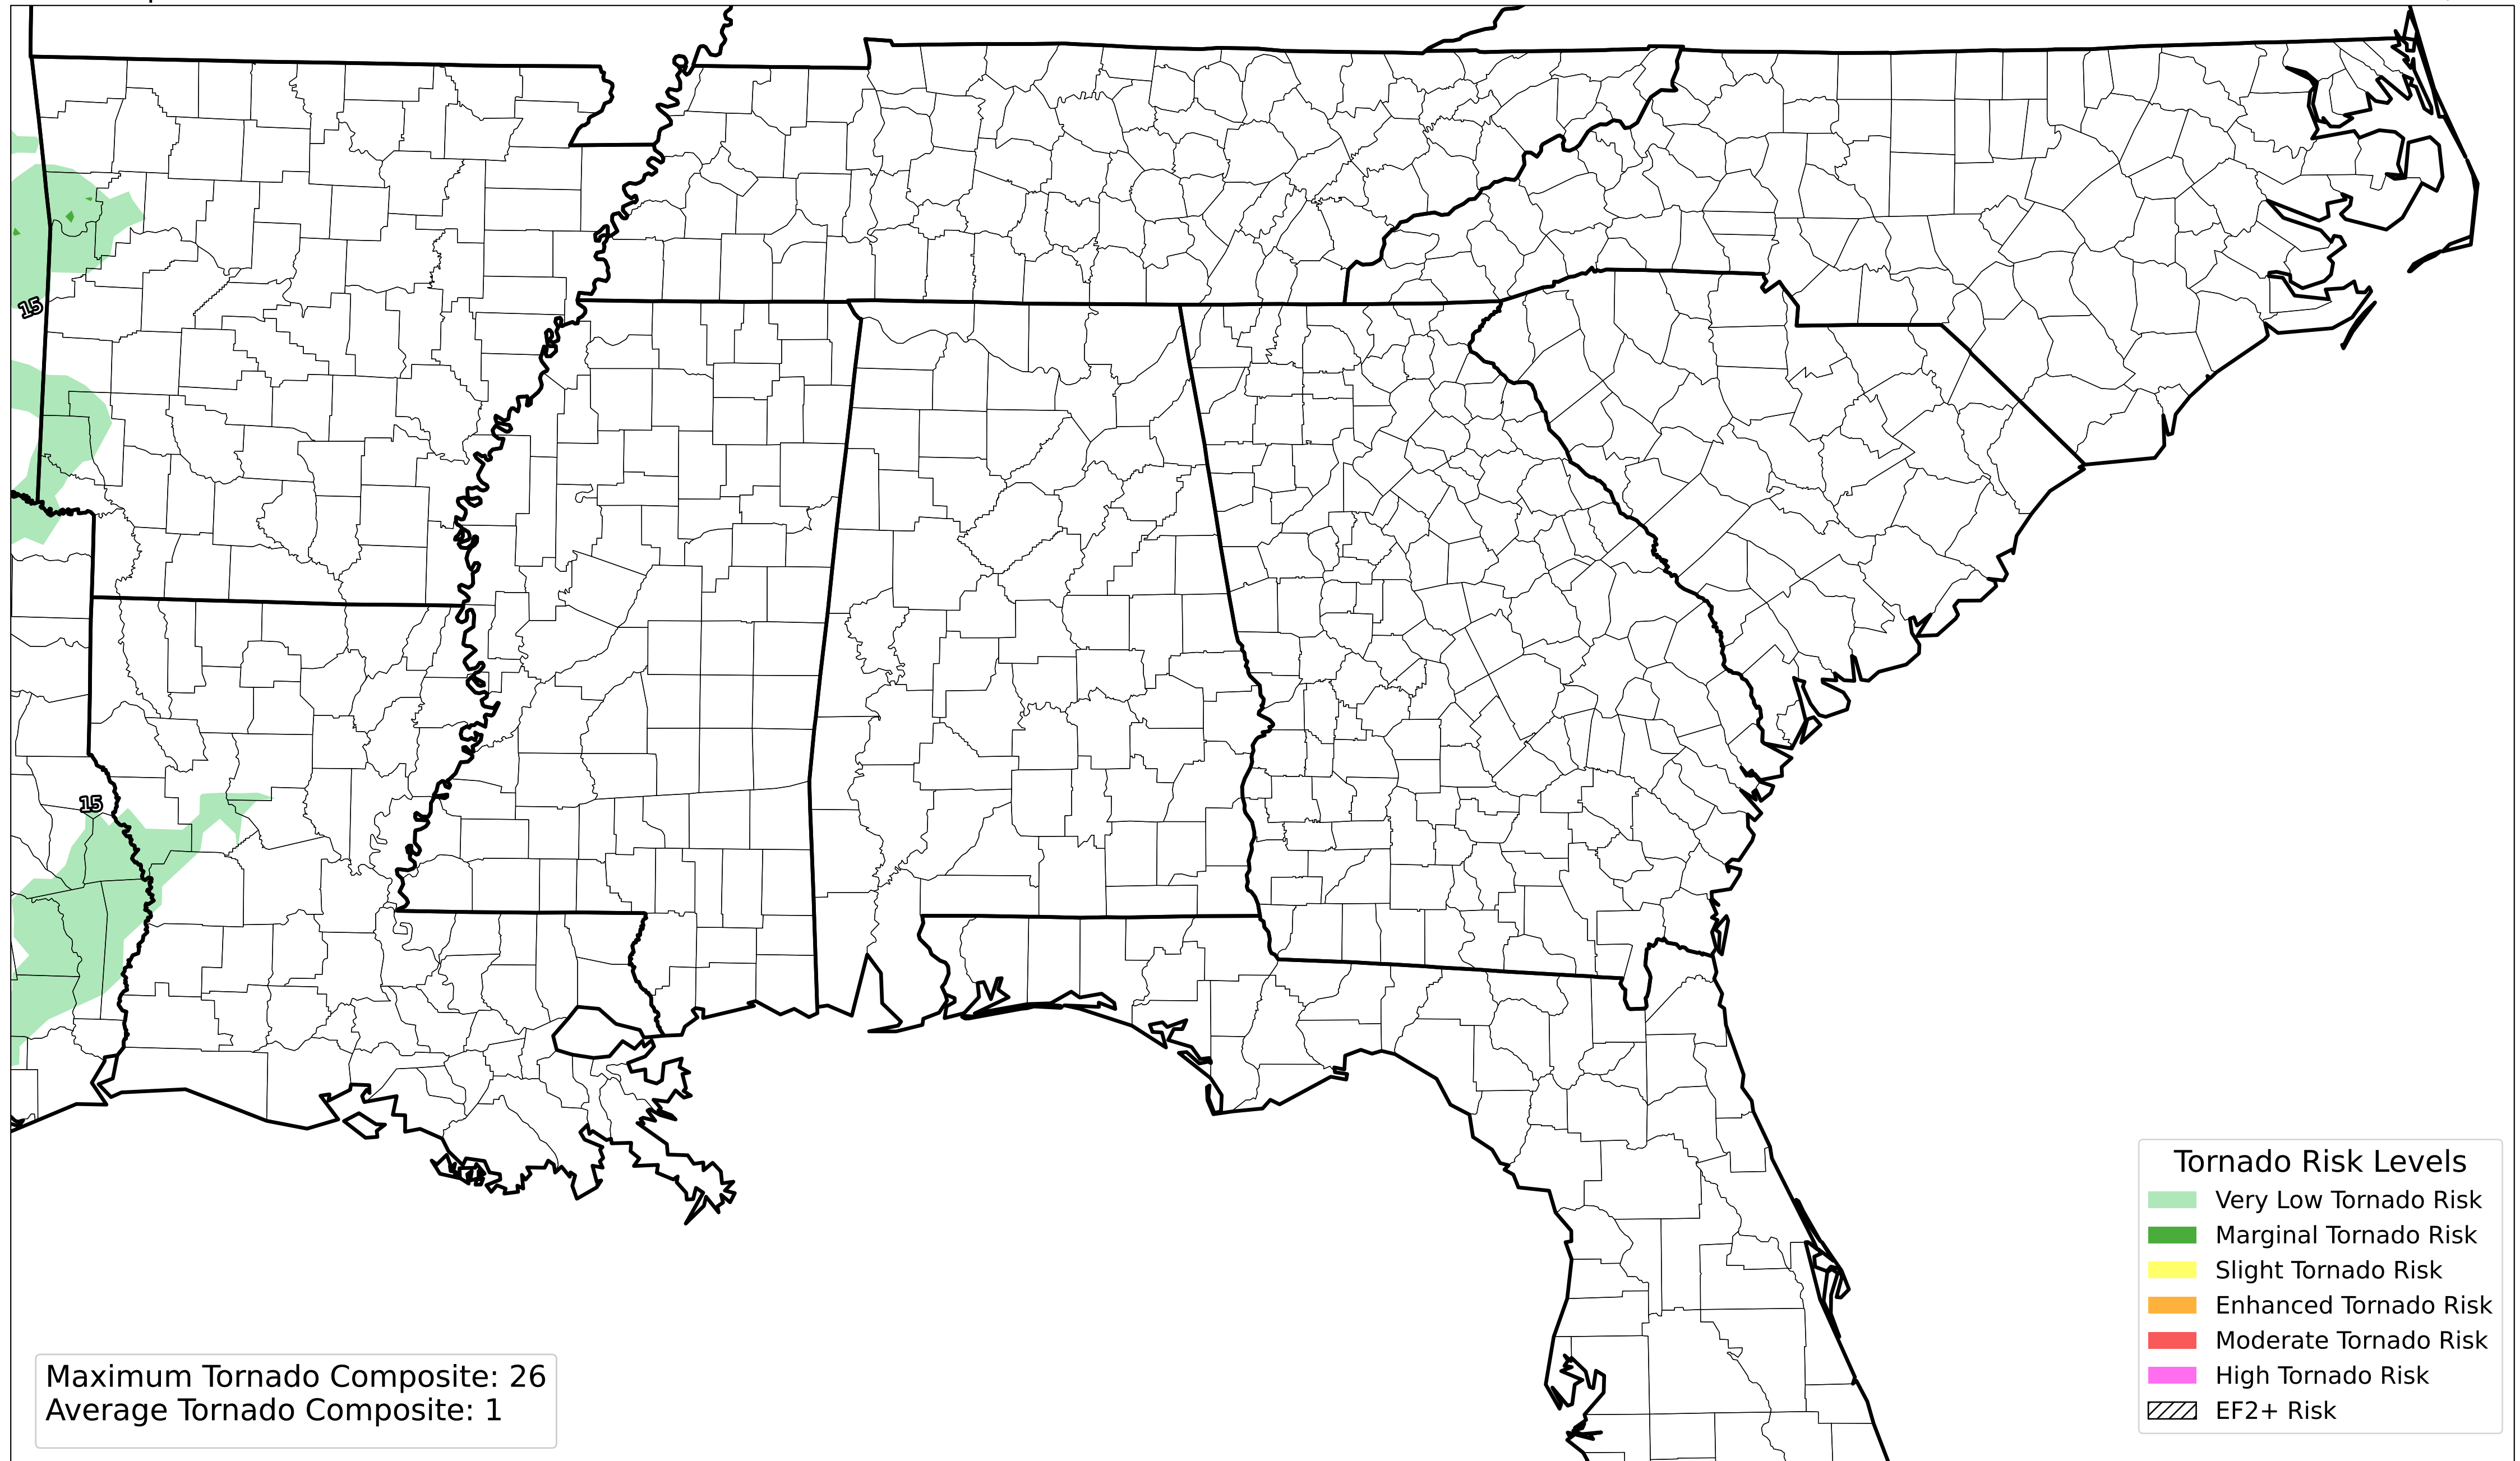 15
15
Tornado Risk Levels
Very Low Tornado Risk
Marginal Tornado Risk
Slight Tornado Risk
Enhanced Tornado Risk
Moderate Tornado Risk
High Tornado Risk
EF2+ Risk
Maximum Tornado Composite: 26
Average Tornado Composite: 1